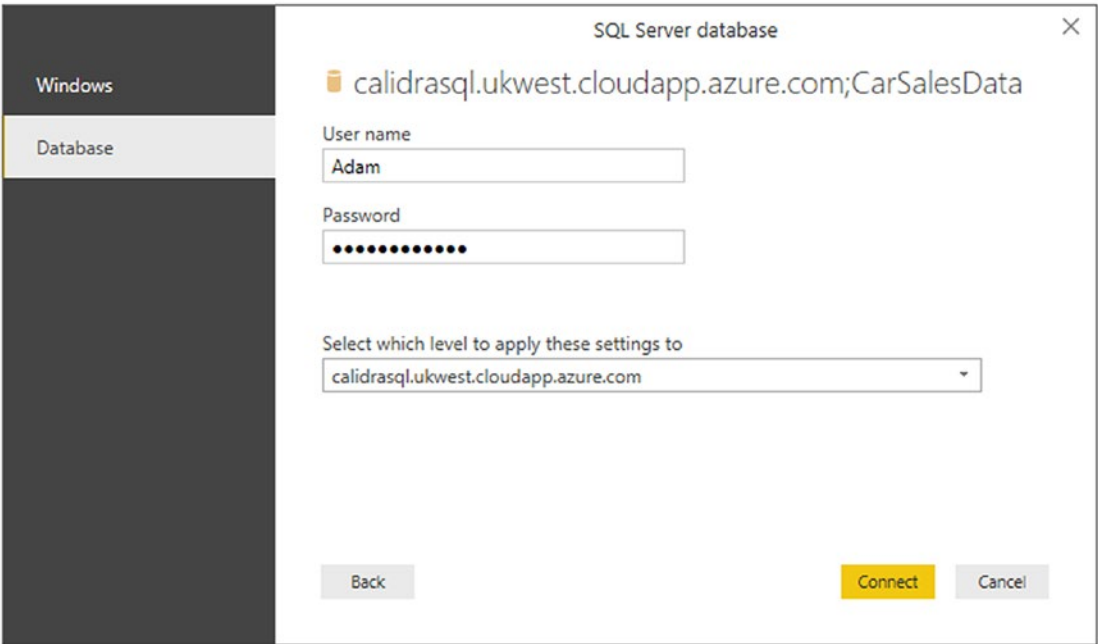 SQL Server database
Windows
Database
calidrasql.ukwest.cloudapp.azure.com;CarSalesData
User name
Adam
Password
••••••••••••
Select which level to apply these settings to
calidrasql.ukwest.cloudapp.azure.com
Back
Connect
Cancel